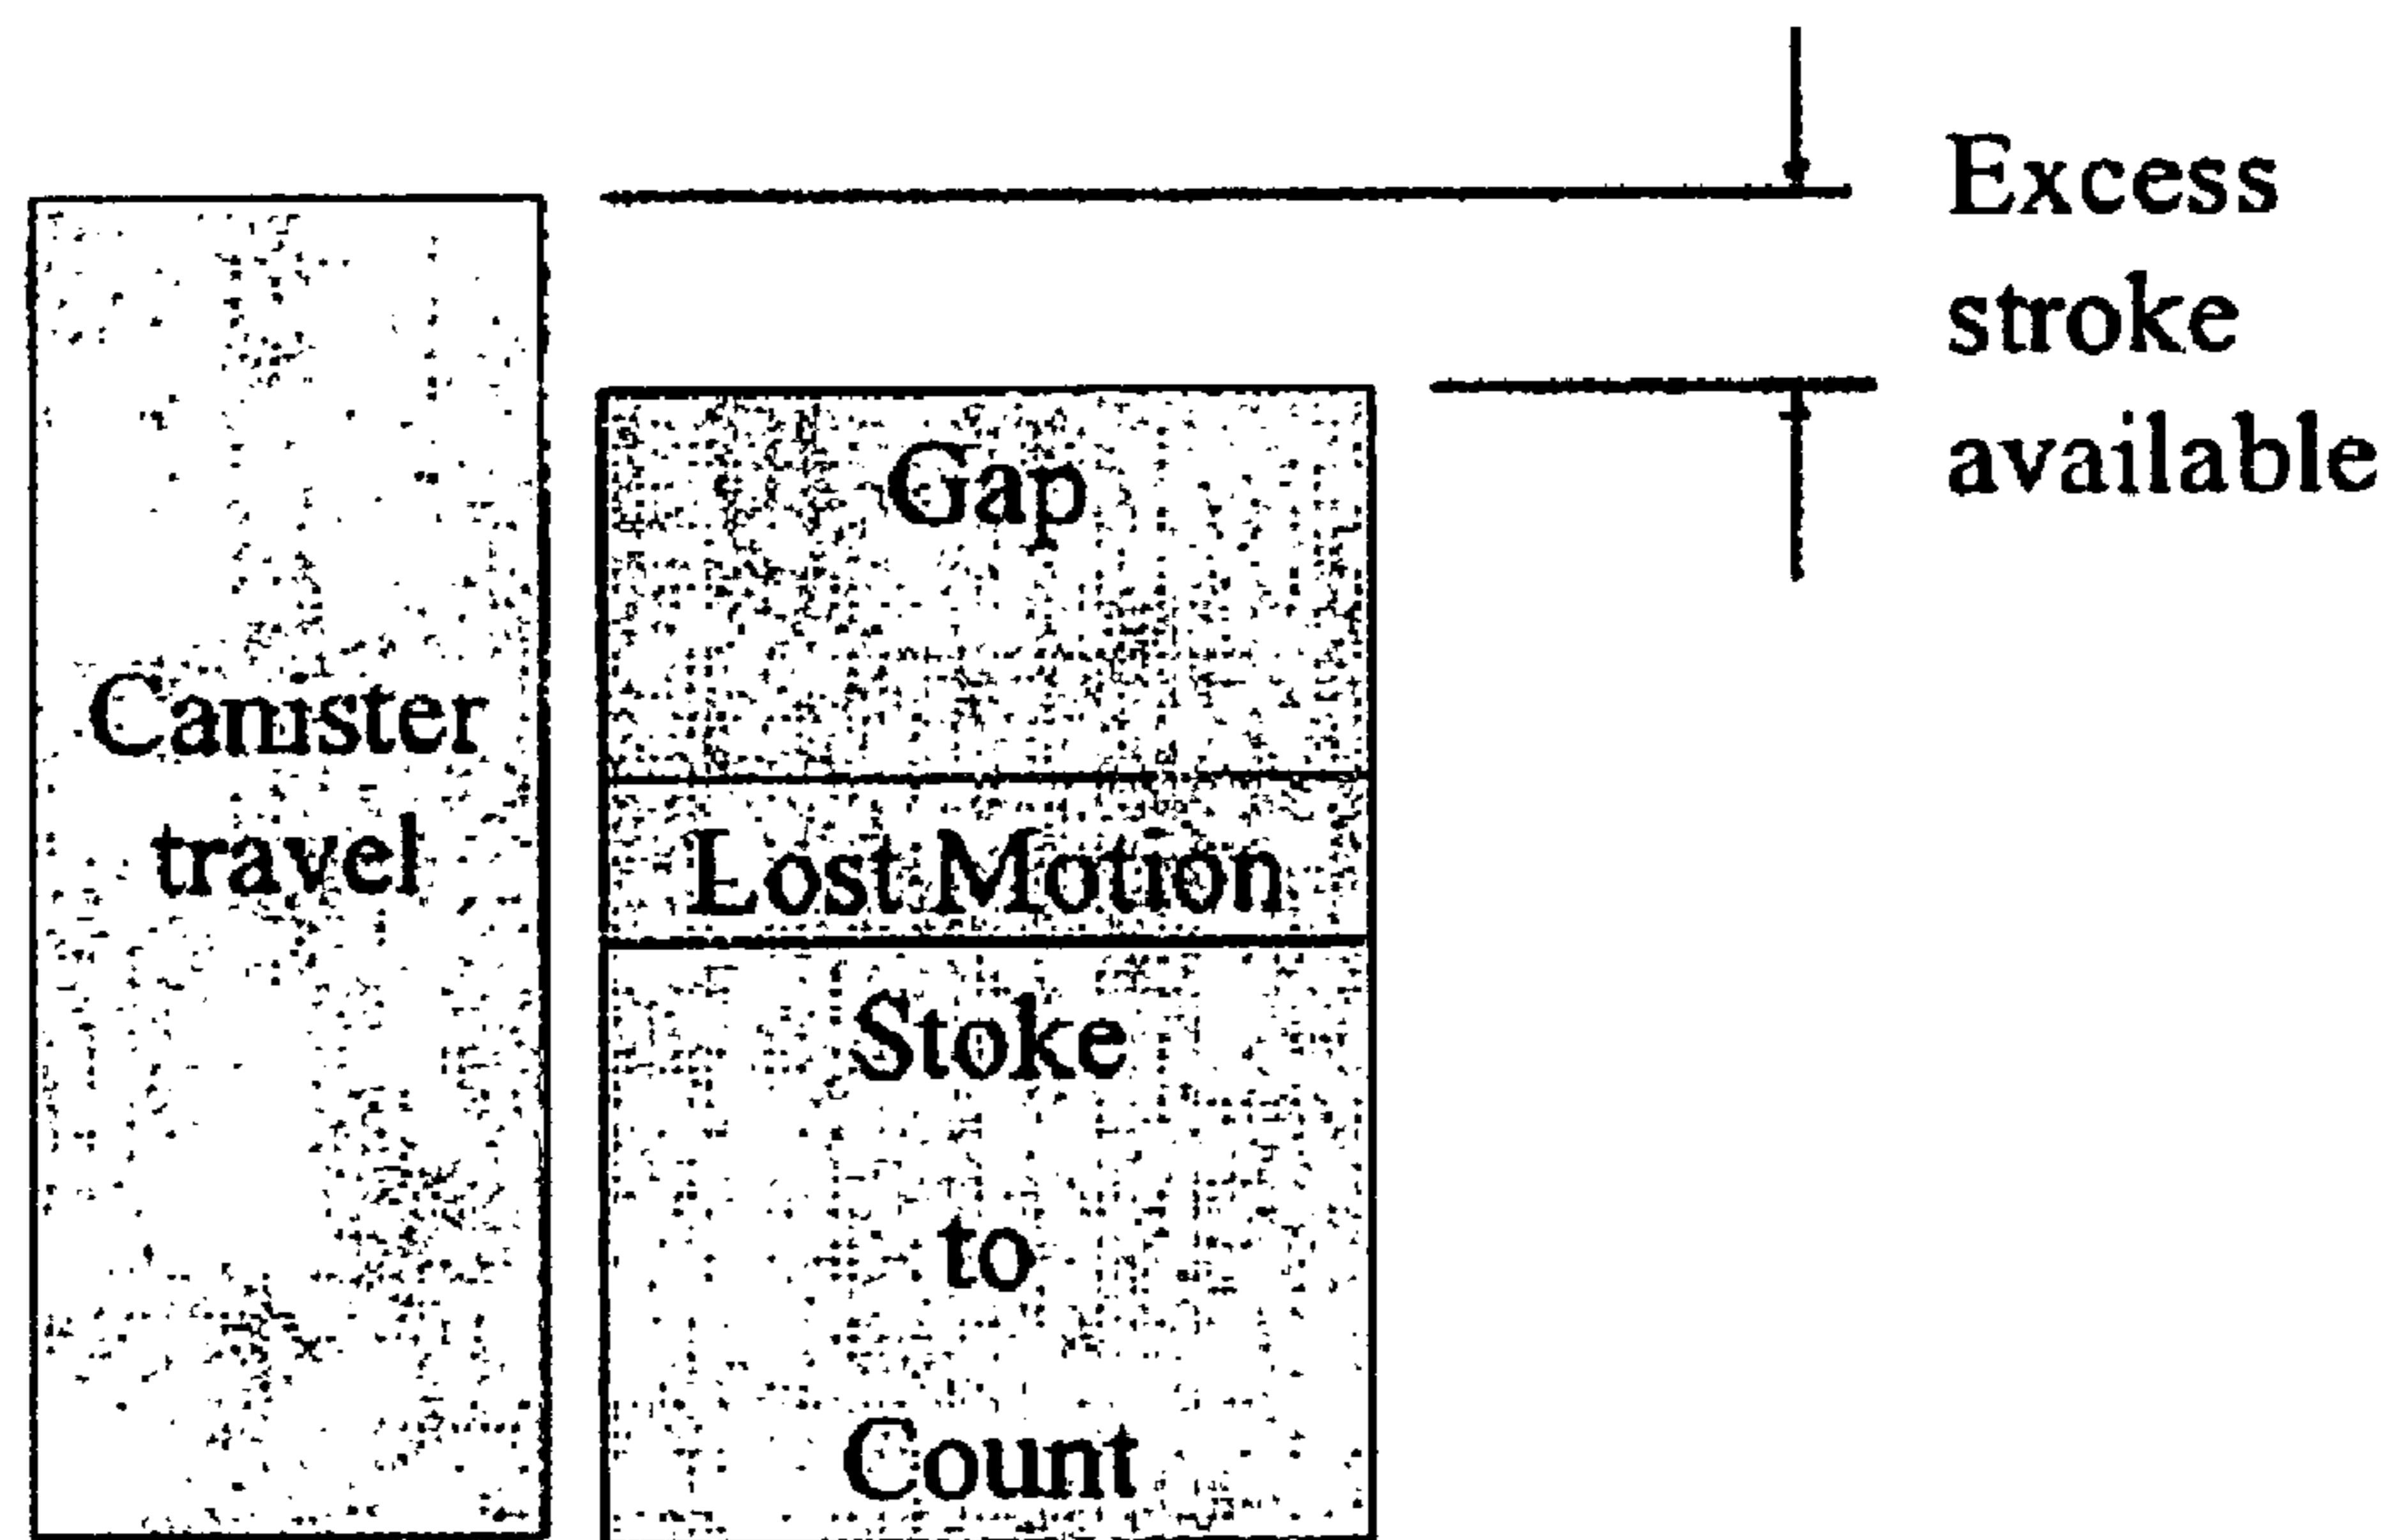 Excess
stroke
available
Gap
Canister
travel
Lost Motion
Stoke
to
Count